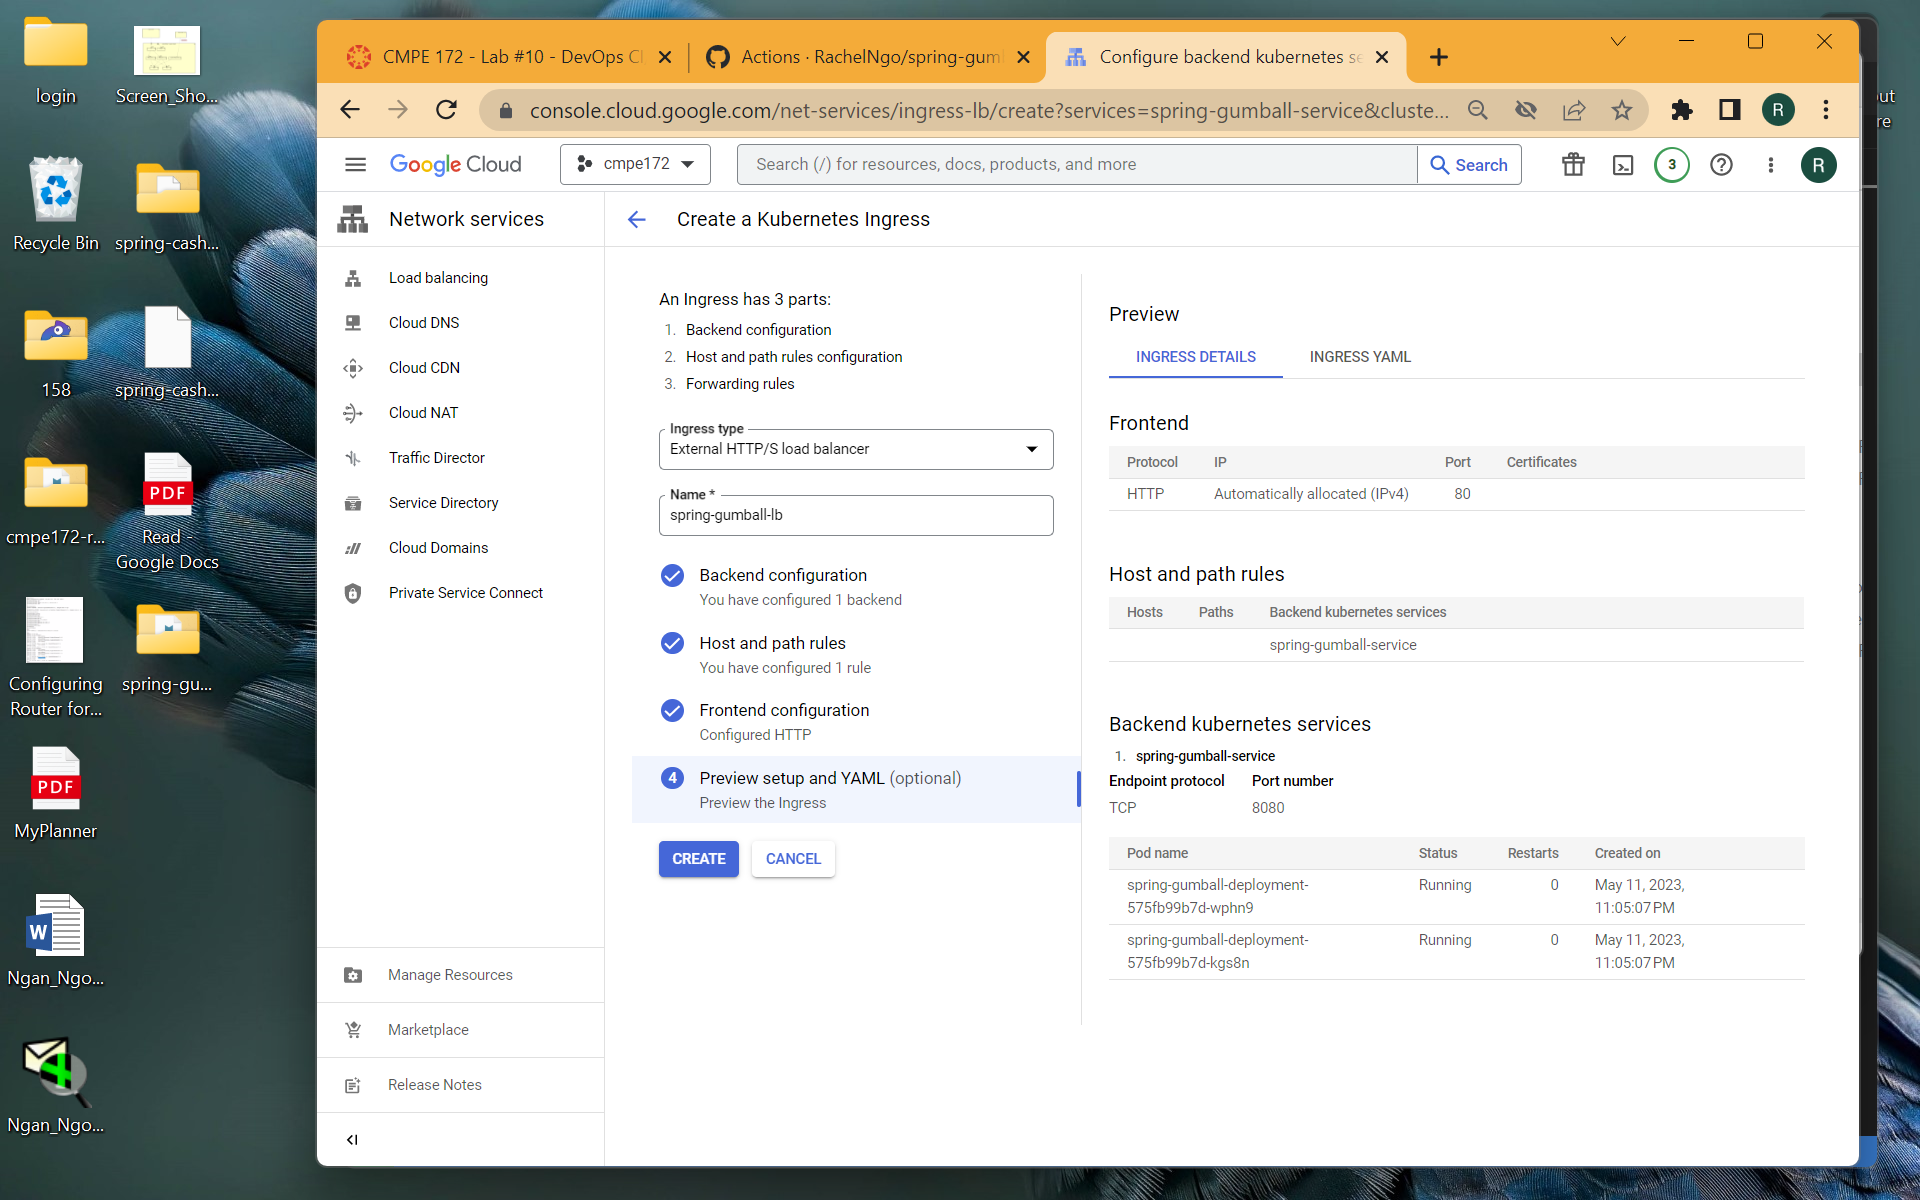 login
Screen_Sho...
Recycle Bin
spring-cash...
158
spring-cash...
cmpe172-r...
PDF
Read -
Google Docs
Configuring
Router for...
spring-gu...
PDF
MyPlanner
W
Ngan_Ngo...
Ngan_Ngo...
CMPE 172 - Lab #10 - DevOps Cl
Actions · RachelNgo/spring-gum
Configure backend kubernetes se
console.cloud.google.com/net-services/ingress-lb/create?services=spring-gumball-service&cluste...
R
Google Cloud
cmpe172
Search (/) for resources, docs, products, and more
Search
3
R
Network services
Load balancing
Cloud DNS
Cloud CDN
Cloud NAT
Traffic Director
Service Directory
Cloud Domains
Private Service Connect
Manage Resources
Marketplace
Release Notes
Create a Kubernetes Ingress
An Ingress has 3 parts:
1. Backend configuration
2. Host and path rules configuration
3. Forwarding rules
Ingress type
External HTTP/S load balancer
Name *
spring-gumball-lb
Backend configuration
You have configured 1 backend
Host and path rules
You have configured 1 rule
Frontend configuration
Configured HTTP
4 Preview setup and YAML (optional)
Preview the Ingress
CREATE CANCEL
Preview
INGRESS DETAILS INGRESS YAML
Frontend
Protocol IP Port Certificates
HTTP Automatically allocated (IPv4) 80
Host and path rules
Hosts Paths Backend kubernetes services
spring-gumball-service
Backend kubernetes services
1. spring-gumball-service
Endpoint protocol Port number
TCP 8080
Pod name Status Restarts Created on
spring-gumball-deployment-
575fb99b7d-wphn9 Running 0 May 11, 2023,
11:05:07 PM
spring-gumball-deployment-
575fb99b7d-kgs8n Running 0 May 11, 2023,
11:05:07 PM